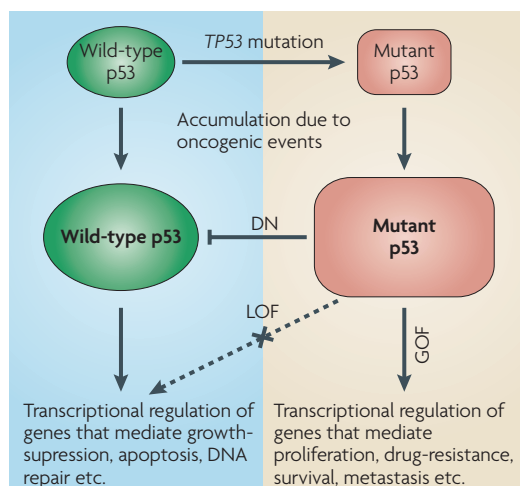 Wild-type
p53
TP53 mutation
Mutant
p53
Accumulation due to
oncogenic events
Wild-type p53
DN
Mutant
p53
LOF
GOF
Transcriptional regulation of
genes that mediate growth-
supression, apoptosis, DNA
repair etc.
Transcriptional regulation of
genes that mediate
proliferation, drug-resistance,
survival, metastasis etc.